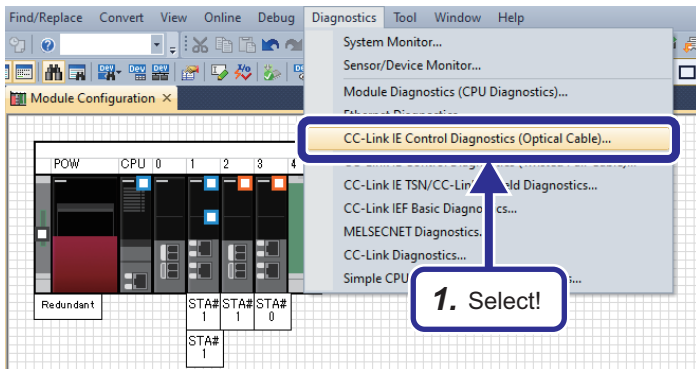 Find/Replace Convert View Online Debug Diagnostics Tool Window Help
System Monitor...
Sensor/Device Monitor...
Module Configuration
Module Diagnostics (CPU Diagnostics)...
CC-Link IE Control Diagnostics (Optical Cable)...
POW CPU 0 1 2 3 4
CC-Link IE TSN/CC-Link Field Diagnostics...
CC-Link IEF Basic Diagnostics...
MELSECNET Diagnostics...
CC-Link Diagnostics...
Simple CPU
1. Select!
Redundant STA# STA# STA#
1 1 0
STA#
1